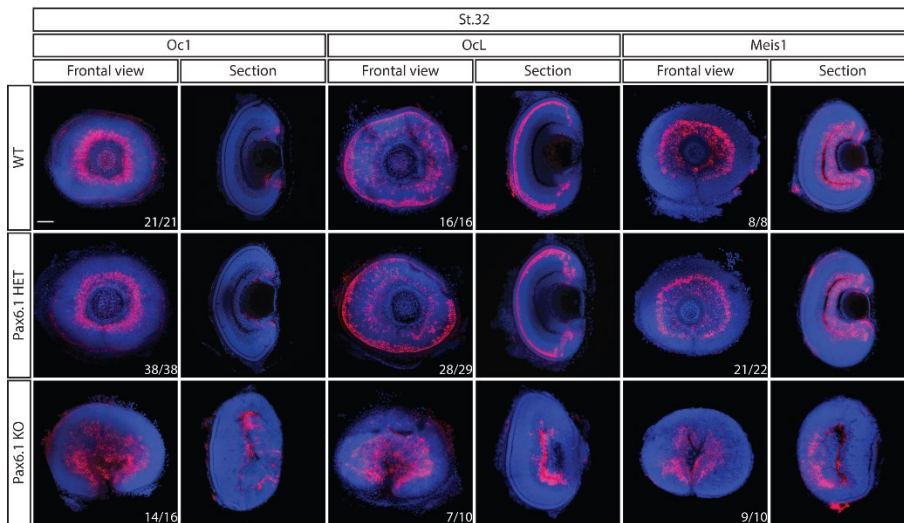 St.32
Oc1 OcL Meis1
Frontal view Section Frontal view Section Frontal view Section
WT
21/21 16/16 8/8
Pax6.1 HET
38/38 28/29 21/22
Pax6.1 KO
14/16 7/10 9/10